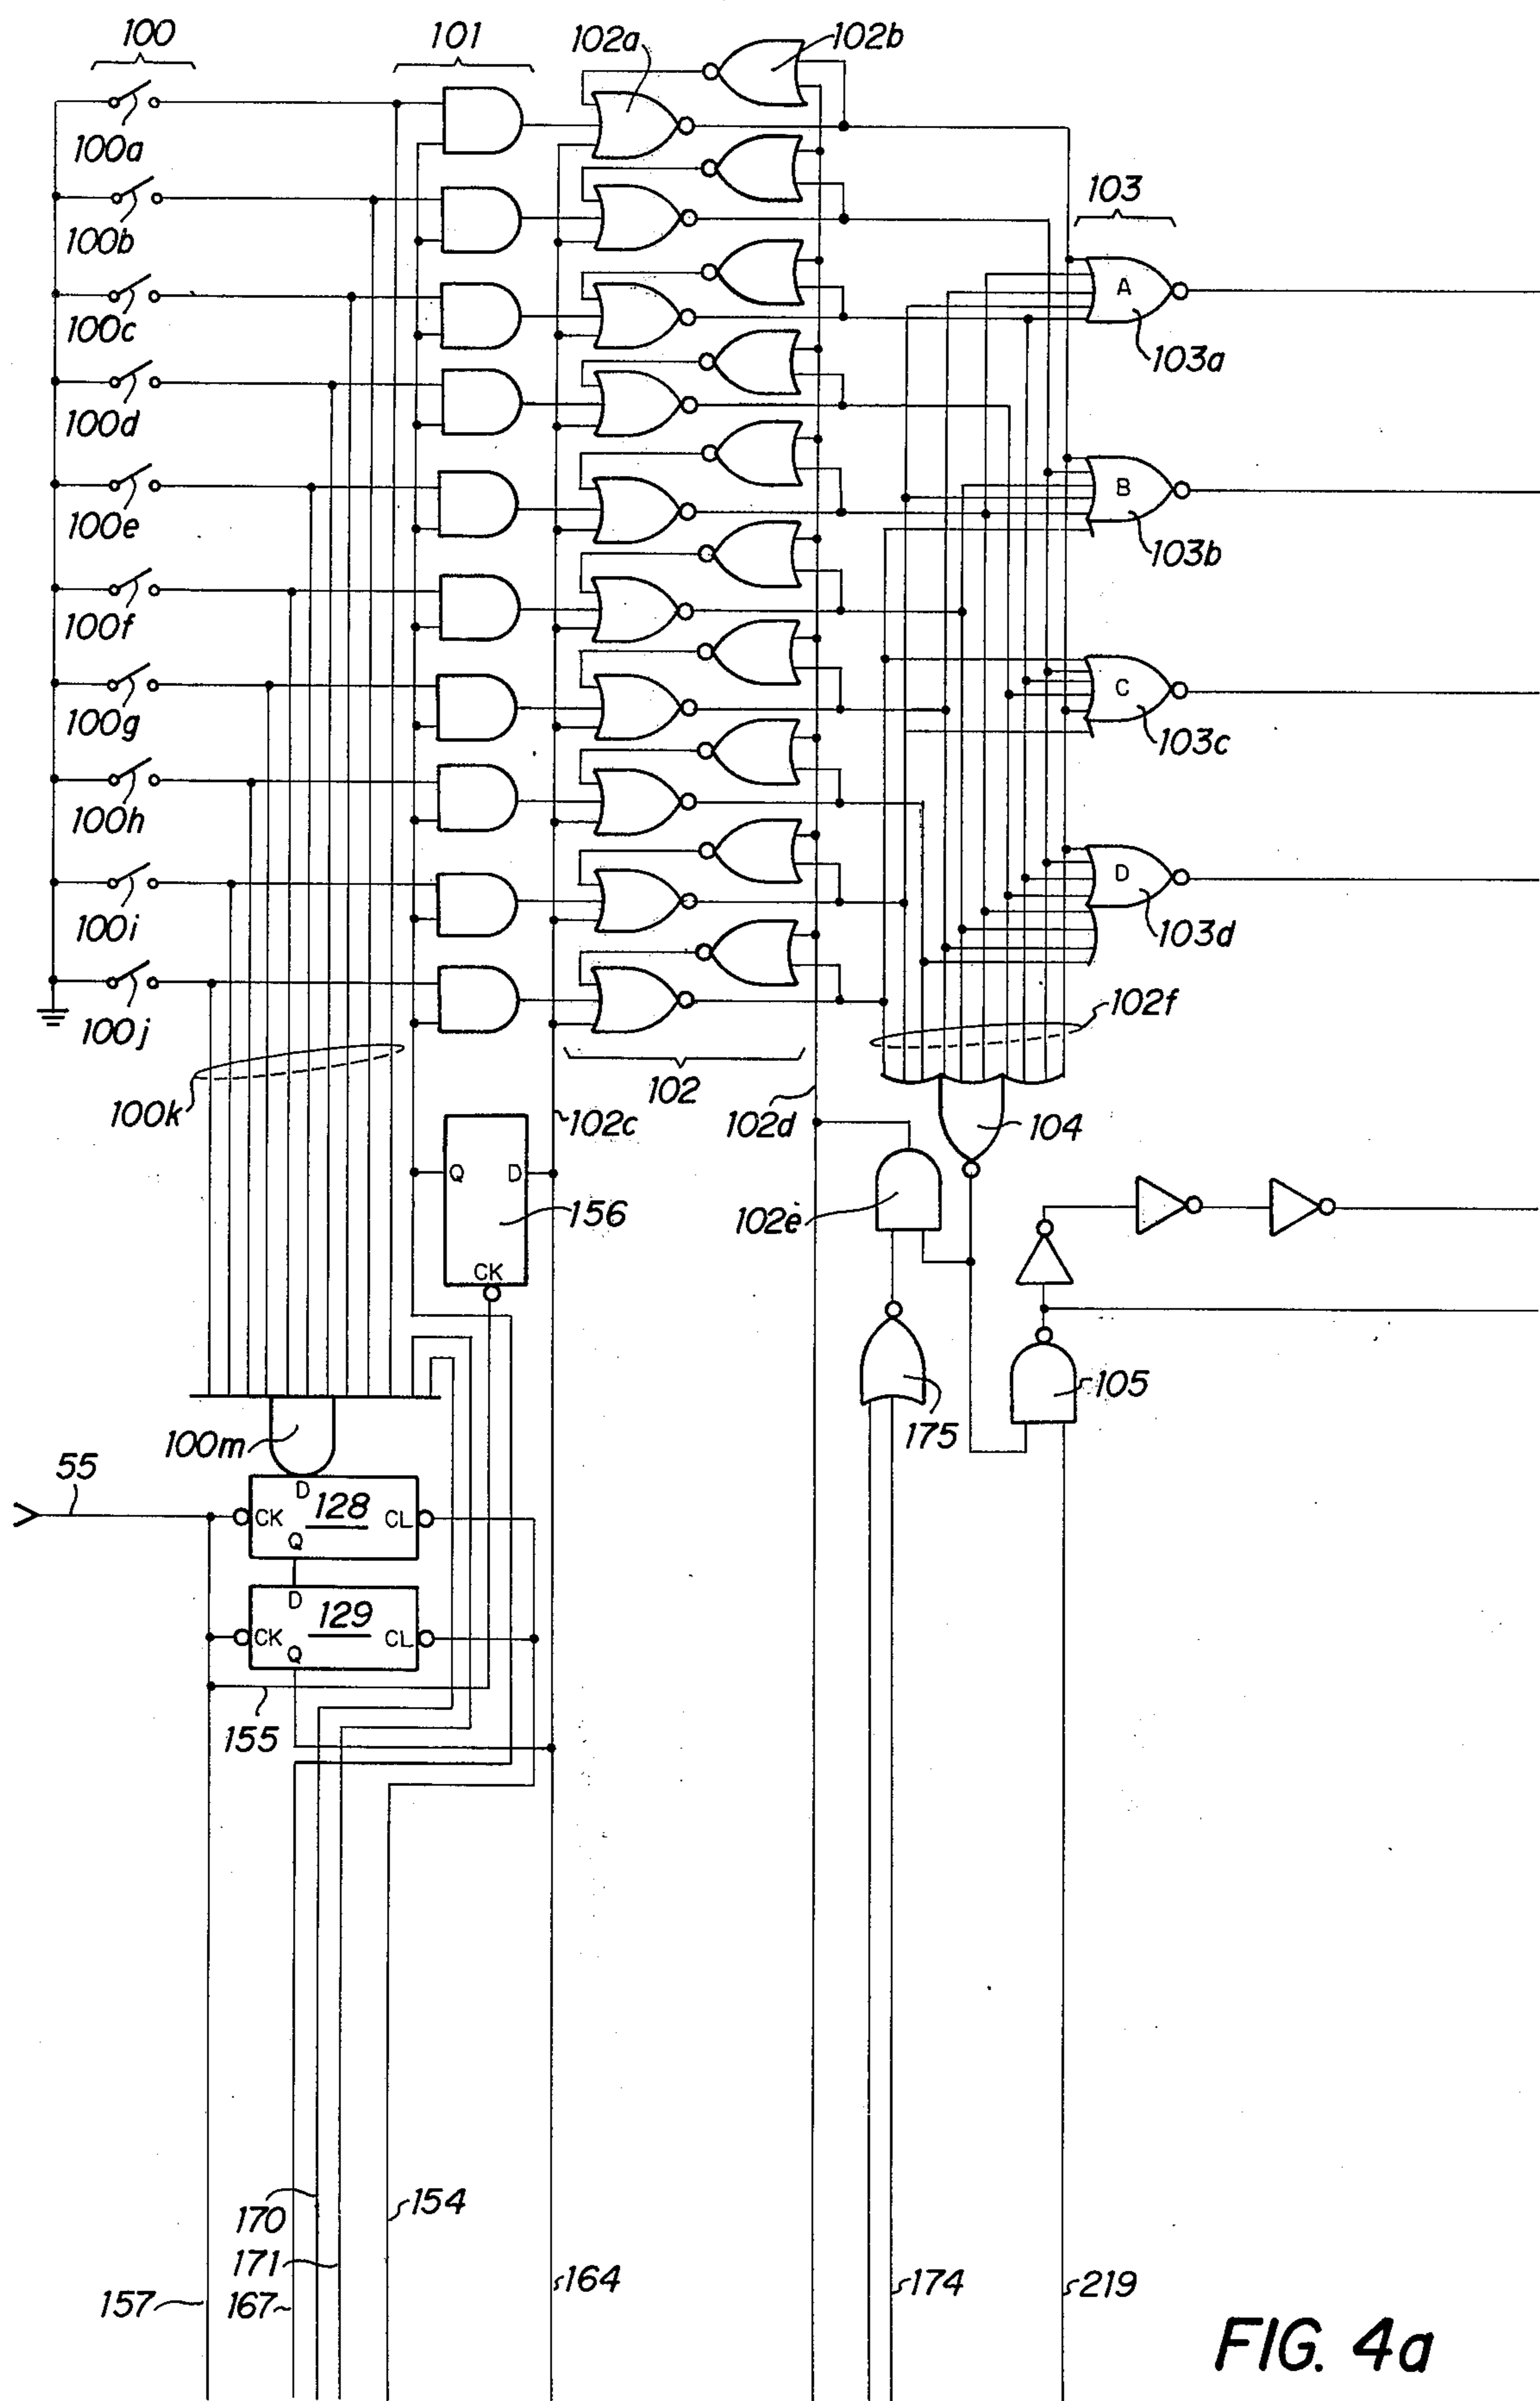 100
101
102a
102b
100a
103
100b
A
100c
103a
100d
B
100e
103b
100f
C
100g
103c
100h
D
100i
103d
100j
102f
100k
102
102d
104
102c
Q
D
156
102e
CK
105
100m
175
55
D
128
CK
CL
Q
D
129
CK
CL
Q
155
170
154
171
164
174
219
157
167
FIG. 4a